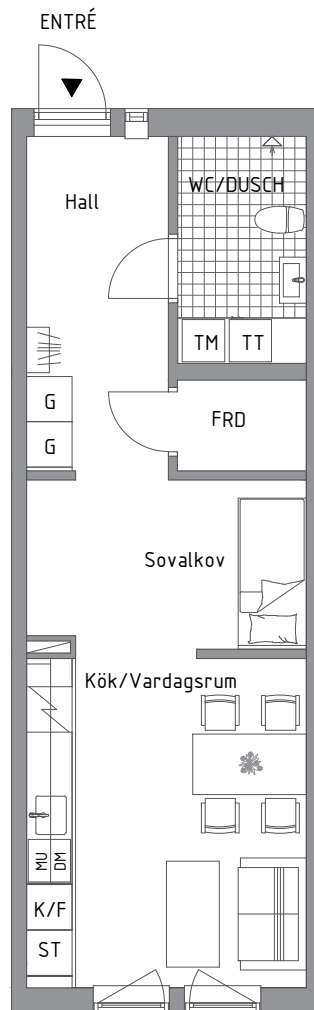 ENTRÉ
Hall
WC/DUSCH
TM
TT
G
FRD
G
Sovalkov
Kök/Vardagsrum
MU
DM
K/F
ST